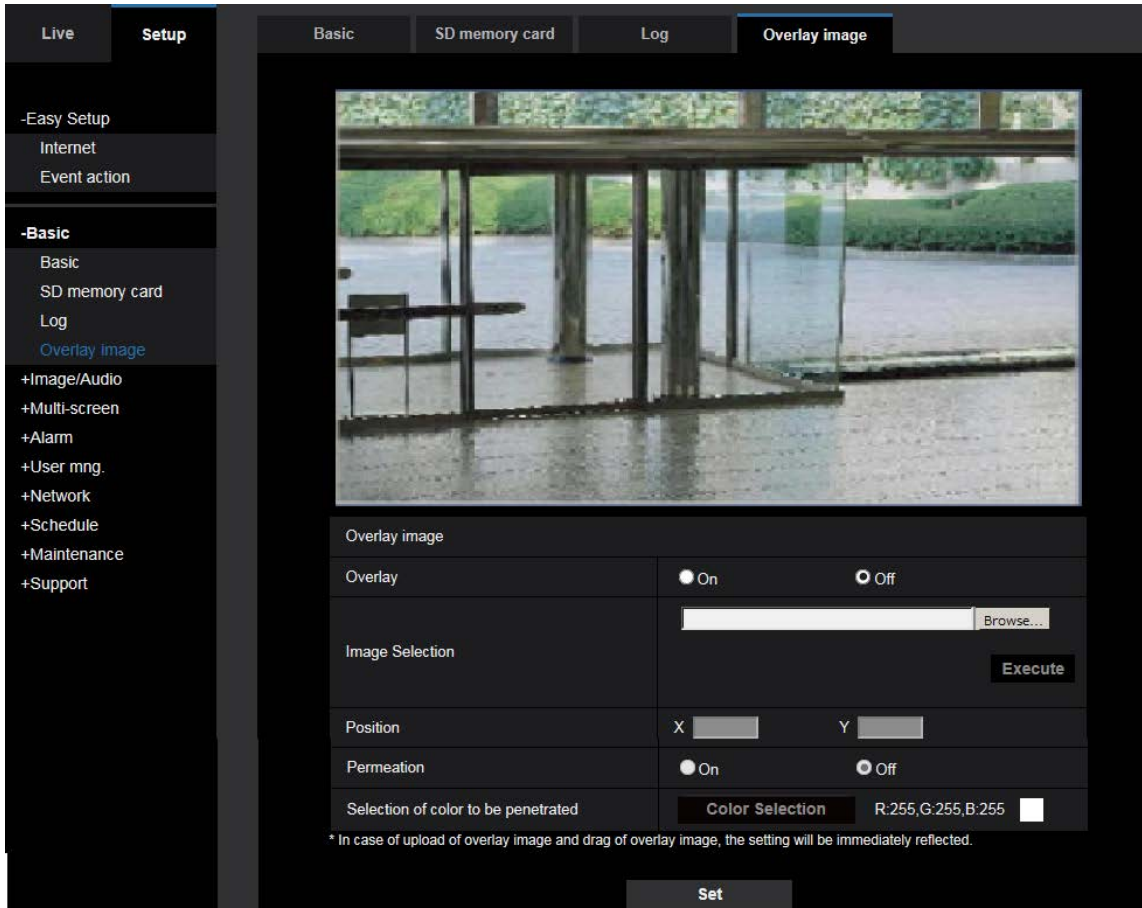 Live Setup
Basic SD memory card Log Overlay image
-Easy Setup
Internet
Event action
-Basic
Basic
SD memory card
Log
Overlay image
+Image/Audio
+Multi-screen
+Alarm
+User mng.
+Network
+Schedule
+Maintenance
+Support
Overlay image
Overlay On Off
Image Selection Browse...
Execute
Position X Y
Permeation On Off
Selection of color to be penetrated Color Selection R:255,G:255,B:255
* In case of upload of overlay image and drag of overlay image, the setting will be immediately reflected.
Set